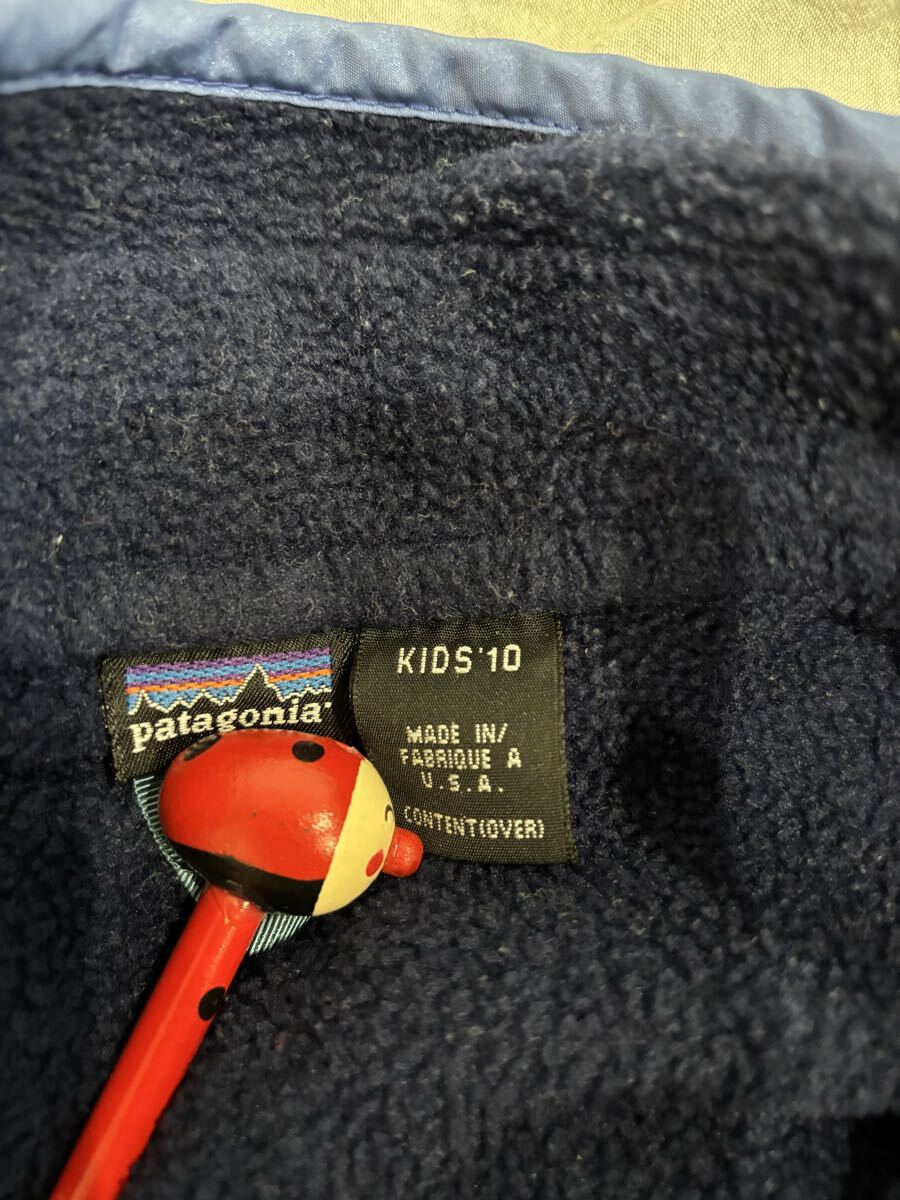 patagonia
KIDS'10
MADE IN/
FABRIQUE A
U.S.A.
CONTENT(OVER)